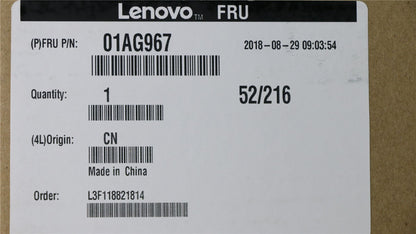 Lenovo™ FRU
(P)FRU P/N: 01AG967 2018-08-29 09:03:54
Quantity: 1 52/216
(4L)Origin: CN
Made in China
Order: L3F118821814